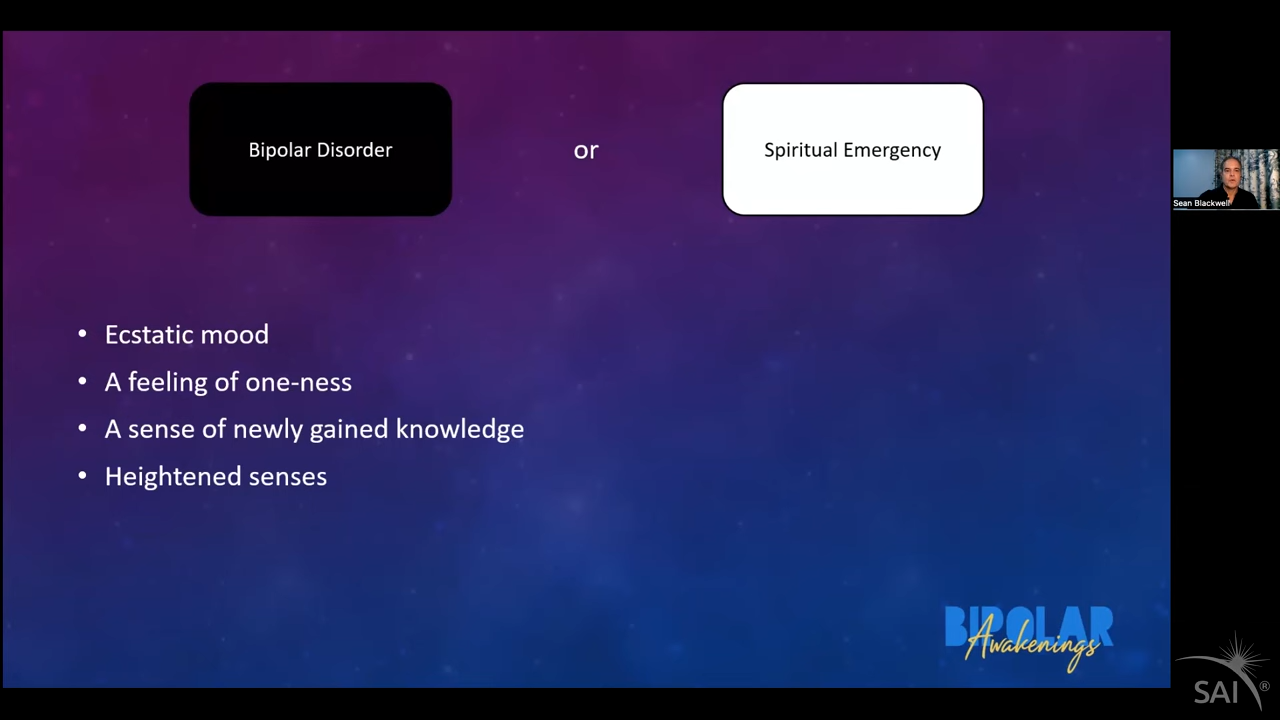 Bipolar Disorder
or
Spiritual Emergency
Sean Blackwell
• Ecstatic mood
• A feeling of one-ness
• A sense of newly gained knowledge
• Heightened senses
BIPOLAR
Awakenings
SAI®